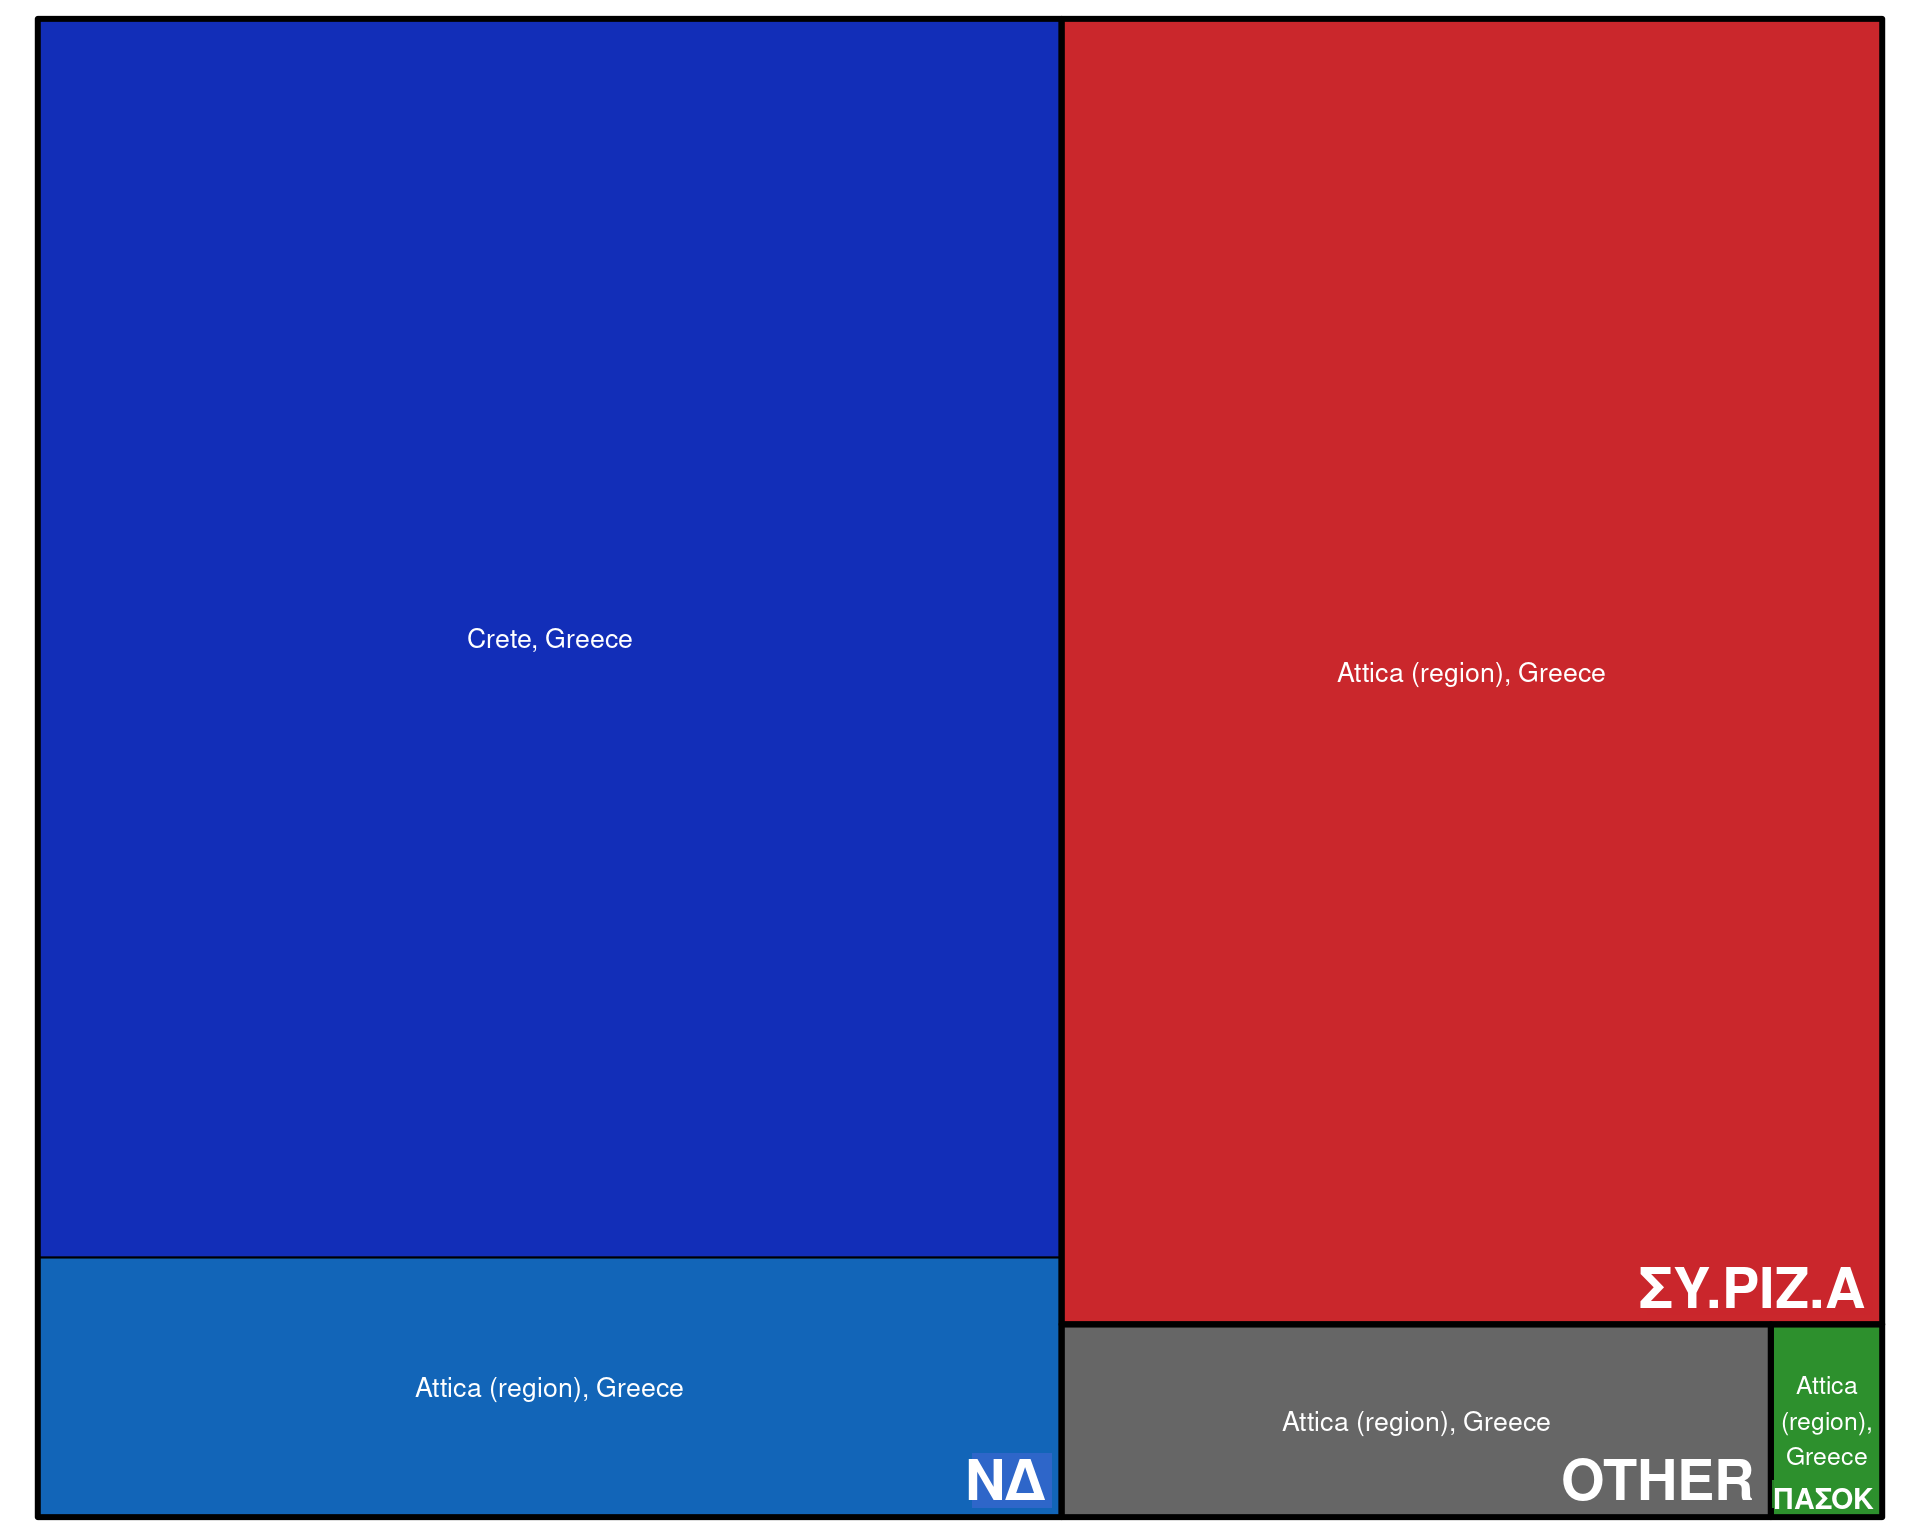 Crete, Greece
Attica (region), Greece
ΝΔ
Attica (region), Greece
ΣΥ.ΡΙΖ.Α
Attica (region), Greece
OTHER
Attica
(region),
Greece
ΠΑΣΟΚ